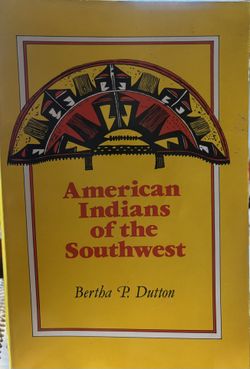 American
Indians
of the
Southwest
Bertha P. Dutton